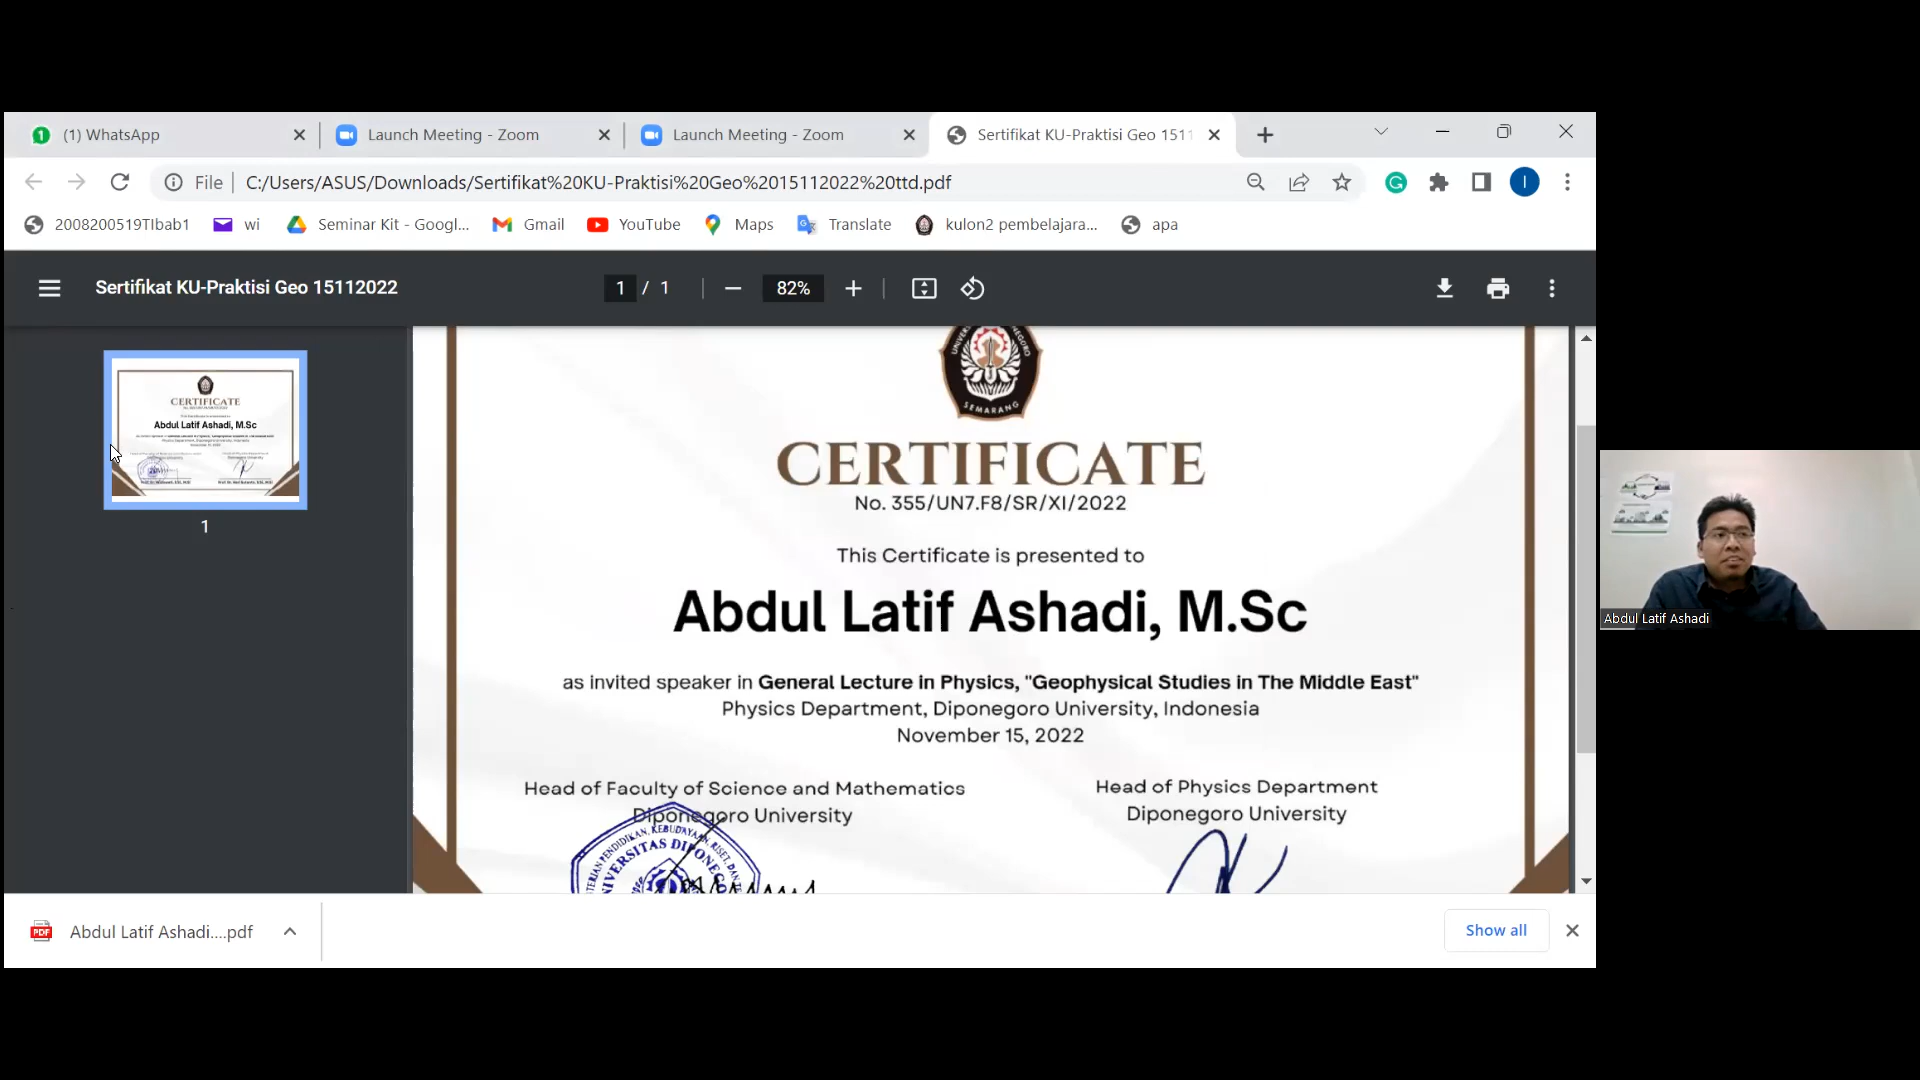 (1) WhatsApp
Launch Meeting - Zoom
Launch Meeting - Zoom
Sertifikat KU-Praktisi Geo 1511
File
C:/Users/ASUS/Downloads/Sertifikat%20KU-Praktisi%20Geo%2015112022%20ttd.pdf
2008200519TIbab1
wi
Seminar Kit - Googl...
Gmail
YouTube
Maps
Translate
kulon2 pembelajara...
apa
Sertifikat KU-Praktisi Geo 15112022
1 / 1
82%
CERTIFICATE
Abdul Latif Ashadi, M.Sc
1
SEMARANG
CERTIFICATE
No. 355/UN7.F8/SR/XI/2022
This Certificate is presented to
Abdul Latif Ashadi, M.Sc
as invited speaker in General Lecture in Physics, "Geophysical Studies in The Middle East"
Physics Department, Diponegoro University, Indonesia
November 15, 2022
Head of Faculty of Science and Mathematics
Diponegoro University
Head of Physics Department
Diponegoro University
Abdul Latif Ashadi
Abdul Latif Ashadi....pdf
Show all